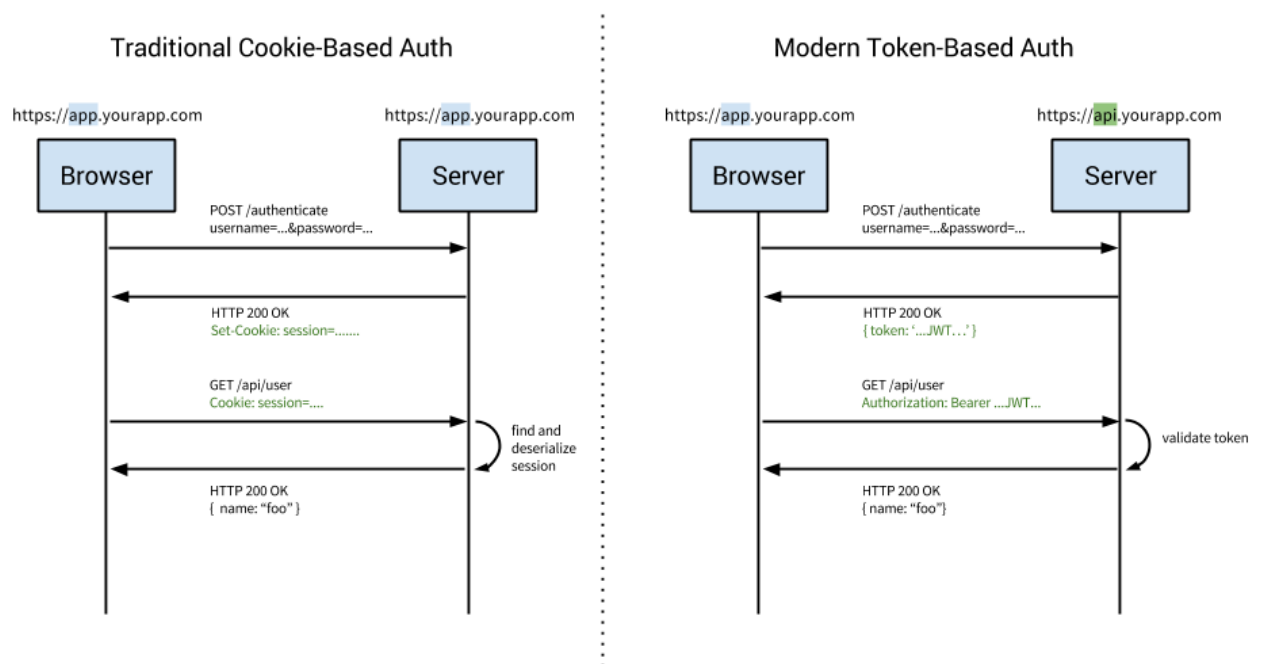 Traditional Cookie-Based Auth
https://app.yourapp.com
https://app.yourapp.com
Browser
Server
POST /authenticate
username=...&password=...
HTTP 200 OK
Set-Cookie: session=.......
GET /api/user
Cookie: session=....
find and
deserialize
session
HTTP 200 OK
{  name: “foo” }
Modern Token-Based Auth
https://app.yourapp.com
https://api.yourapp.com
Browser
Server
POST /authenticate
username=...&password=...
HTTP 200 OK
{ token: ‘...JWT...’ }
GET /api/user
Authorization: Bearer ...JWT...
validate token
HTTP 200 OK
{ name: “foo”}